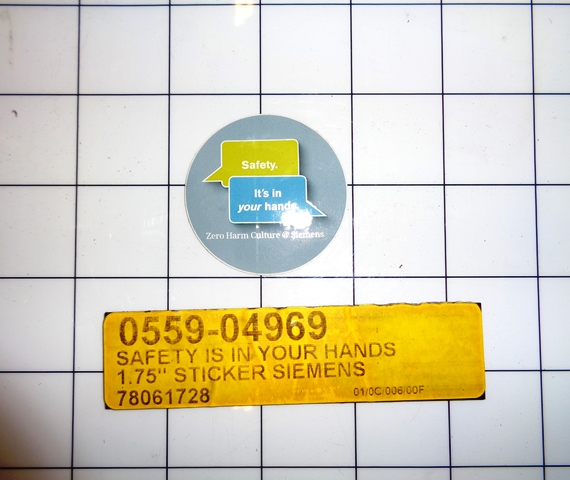 Safety.
It's in
your hands.
Zero Harm Culture @ Siemens
0559-04969
SAFETY IS IN YOUR HANDS
1.75" STICKER SIEMENS
78061728
01/0C/006/00F